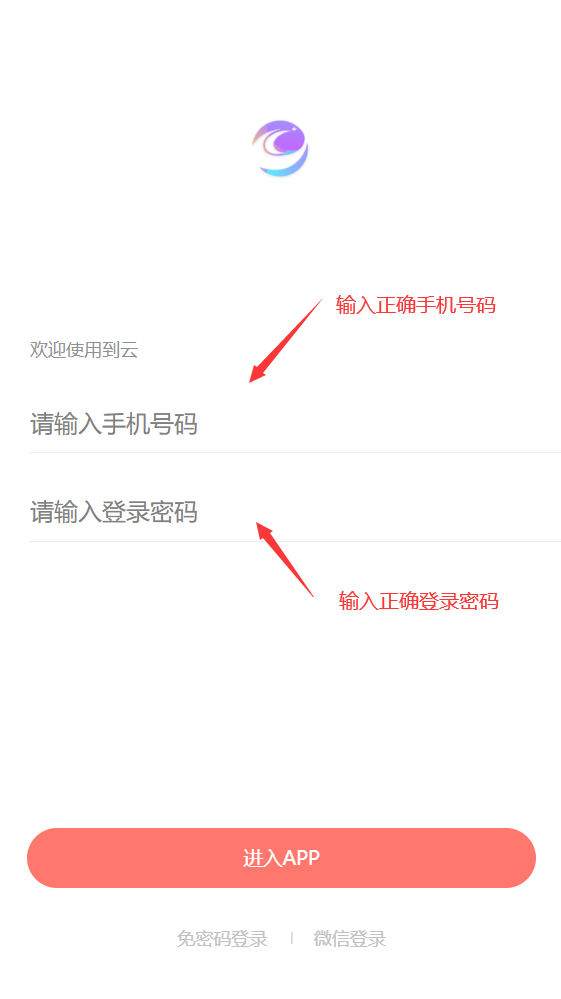 输入正确手机号码
欢迎使用到云
请输入手机号码
请输入登录密码
输入正确登录密码
进入APP
免密码登录 | 微信登录